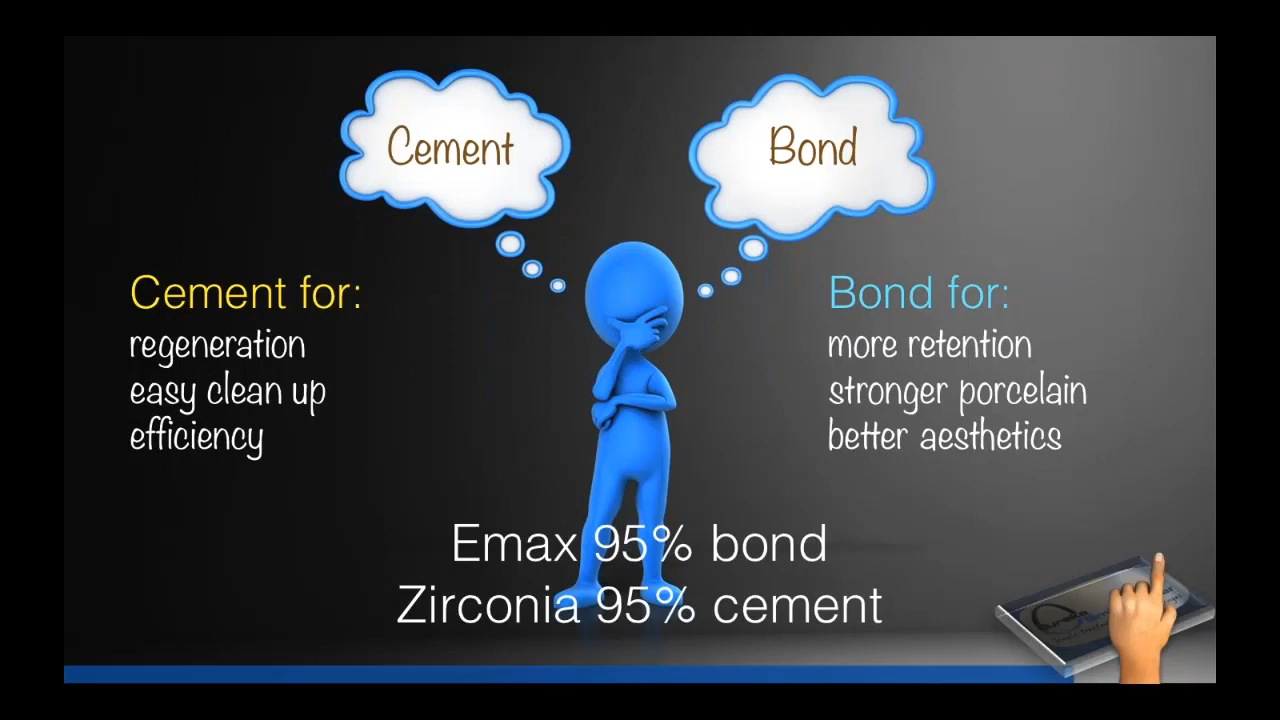 Cement
Bond
Cement for:
regeneration
easy clean up
efficiency
Bond for:
more retention
stronger porcelain
better aesthetics
Emax 95% bond
Zirconia 95% cement